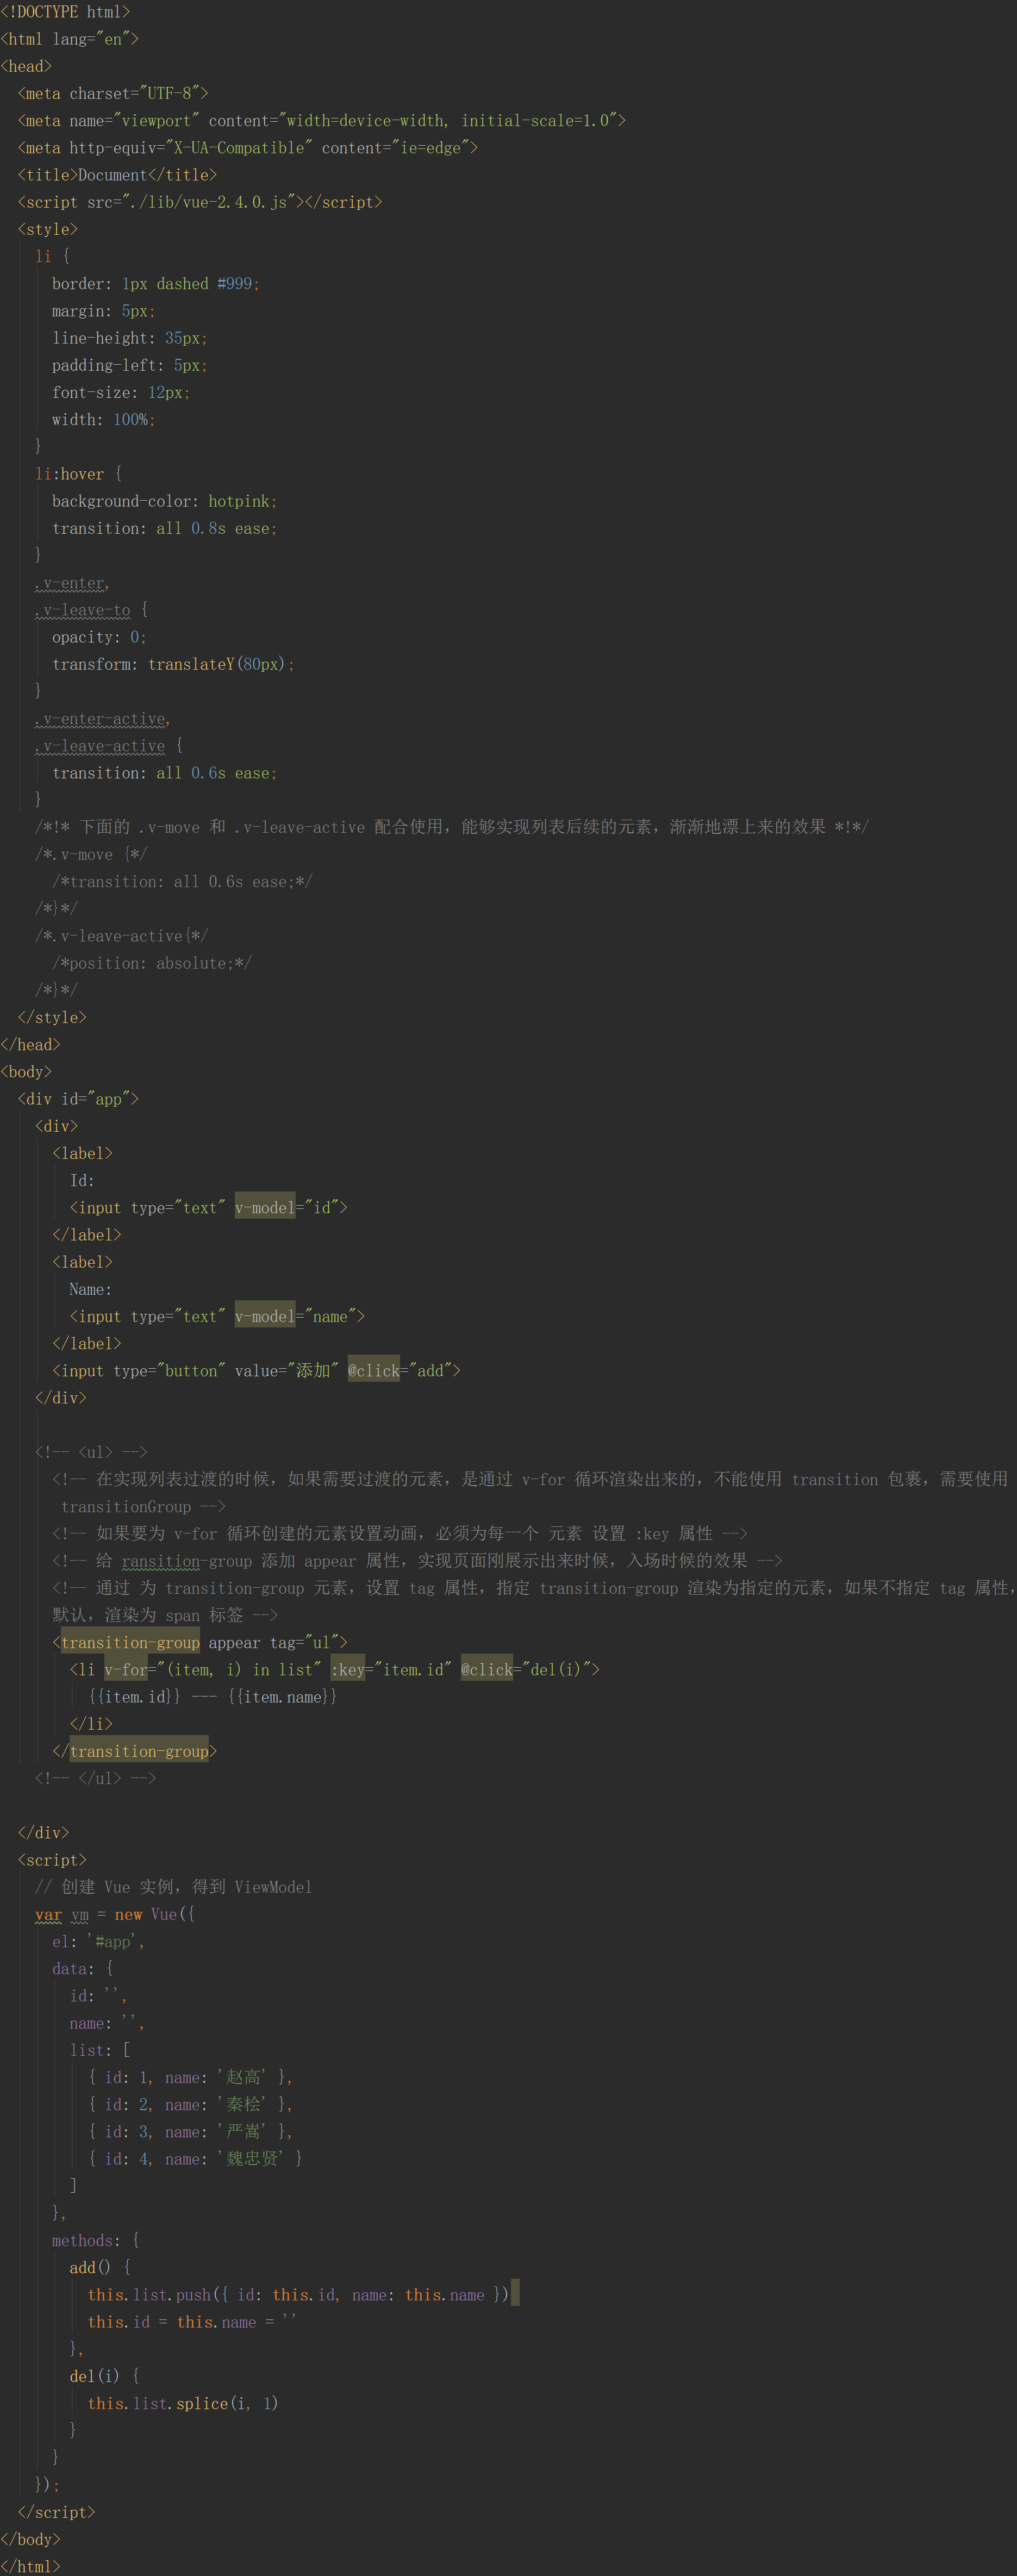 <!DOCTYPE html>
<html lang="en">
<head>
  <meta charset="UTF-8">
  <meta name="viewport" content="width=device-width, initial-scale=1.0">
  <meta http-equiv="X-UA-Compatible" content="ie=edge">
  <title>Document</title>
  <script src="./lib/vue-2.4.0.js"></script>
  <style>
    li {
      border: 1px dashed #999;
      margin: 5px;
      line-height: 35px;
      padding-left: 5px;
      font-size: 12px;
      width: 100%;
    }
    li:hover {
      background-color: hotpink;
      transition: all 0.8s ease;
    }
    .v-enter,
    .v-leave-to {
      opacity: 0;
      transform: translateY(80px);
    }
    .v-enter-active,
    .v-leave-active {
      transition: all 0.6s ease;
    }
    /*!* 下面的 .v-move 和 .v-leave-active 配合使用，能够实现列表后续的元素，渐渐地漂上来的效果 *!*/
    /*.v-move {*/
      /*transition: all 0.6s ease;*/
    /*}*/
    /*.v-leave-active{*/
      /*position: absolute;*/
    /*}*/
  </style>
</head>
<body>
  <div id="app">
    <div>
      <label>
        Id:
        <input type="text" v-model="id">
      </label>
      <label>
        Name:
        <input type="text" v-model="name">
      </label>
      <input type="button" value="添加" @click="add">
    </div>

    <!-- <ul> -->
      <!-- 在实现列表过渡的时候，如果需要过渡的元素，是通过 v-for 循环渲染出来的，不能使用 transition 包裹，需要使用
       transitionGroup -->
      <!-- 如果要为 v-for 循环创建的元素设置动画，必须为每一个 元素 设置 :key 属性 -->
      <!-- 给 ransition-group 添加 appear 属性，实现页面刚展示出来时候，入场时候的效果 -->
      <!-- 通过 为 transition-group 元素，设置 tag 属性，指定 transition-group 渲染为指定的元素，如果不指定 tag 属性，
      默认，渲染为 span 标签 -->
      <transition-group appear tag="ul">
        <li v-for="(item, i) in list" :key="item.id" @click="del(i)">
          {{item.id}} --- {{item.name}}
        </li>
      </transition-group>
    <!-- </ul> -->

  </div>
  <script>
    // 创建 Vue 实例，得到 ViewModel
    var vm = new Vue({
      el: '#app',
      data: {
        id: '',
        name: '',
        list: [
          { id: 1, name: '赵高' },
          { id: 2, name: '秦桧' },
          { id: 3, name: '严嵩' },
          { id: 4, name: '魏忠贤' }
        ]
      },
      methods: {
        add() {
          this.list.push({ id: this.id, name: this.name })
          this.id = this.name = ''
        },
        del(i) {
          this.list.splice(i, 1)
        }
      }
    });
  </script>
</body>
</html>